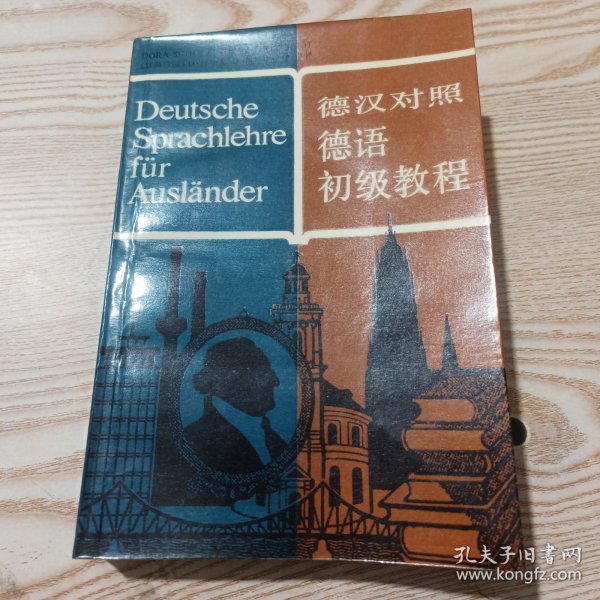 Deutsche
Sprachlehre
für
Ausländer
德汉对照
德语
初级教程
孔夫子旧书网
www.kongfz.com